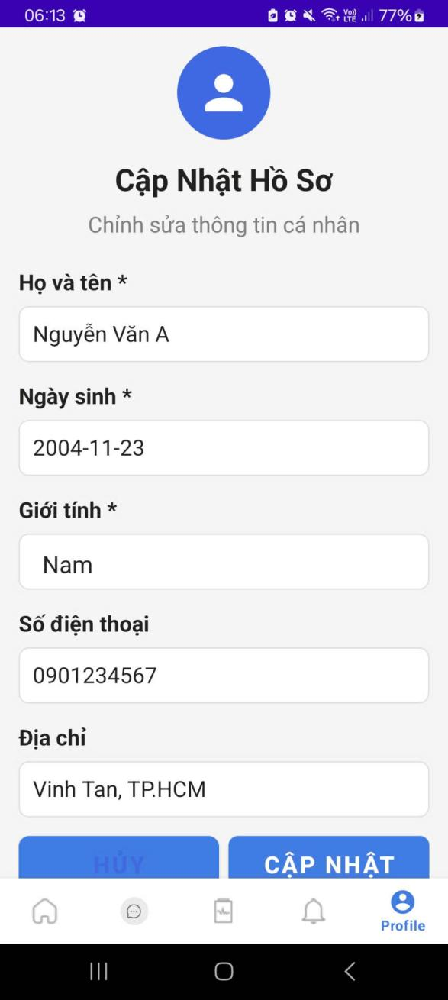 06:13
Vo)) LTE 77%
Cập Nhật Hồ Sơ
Chỉnh sửa thông tin cá nhân
Họ và tên *
Nguyễn Văn A
Ngày sinh *
2004-11-23
Giới tính *
Nam
Số điện thoại
0901234567
Địa chỉ
Vinh Tan, TP.HCM
HỦY CẬP NHẬT
Profile